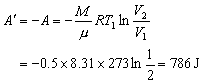 A′ = −A = −M/μ RT₁ ln V₂/V₁
= −0.5 × 8.31 × 273 ln 1/2 = 786 J